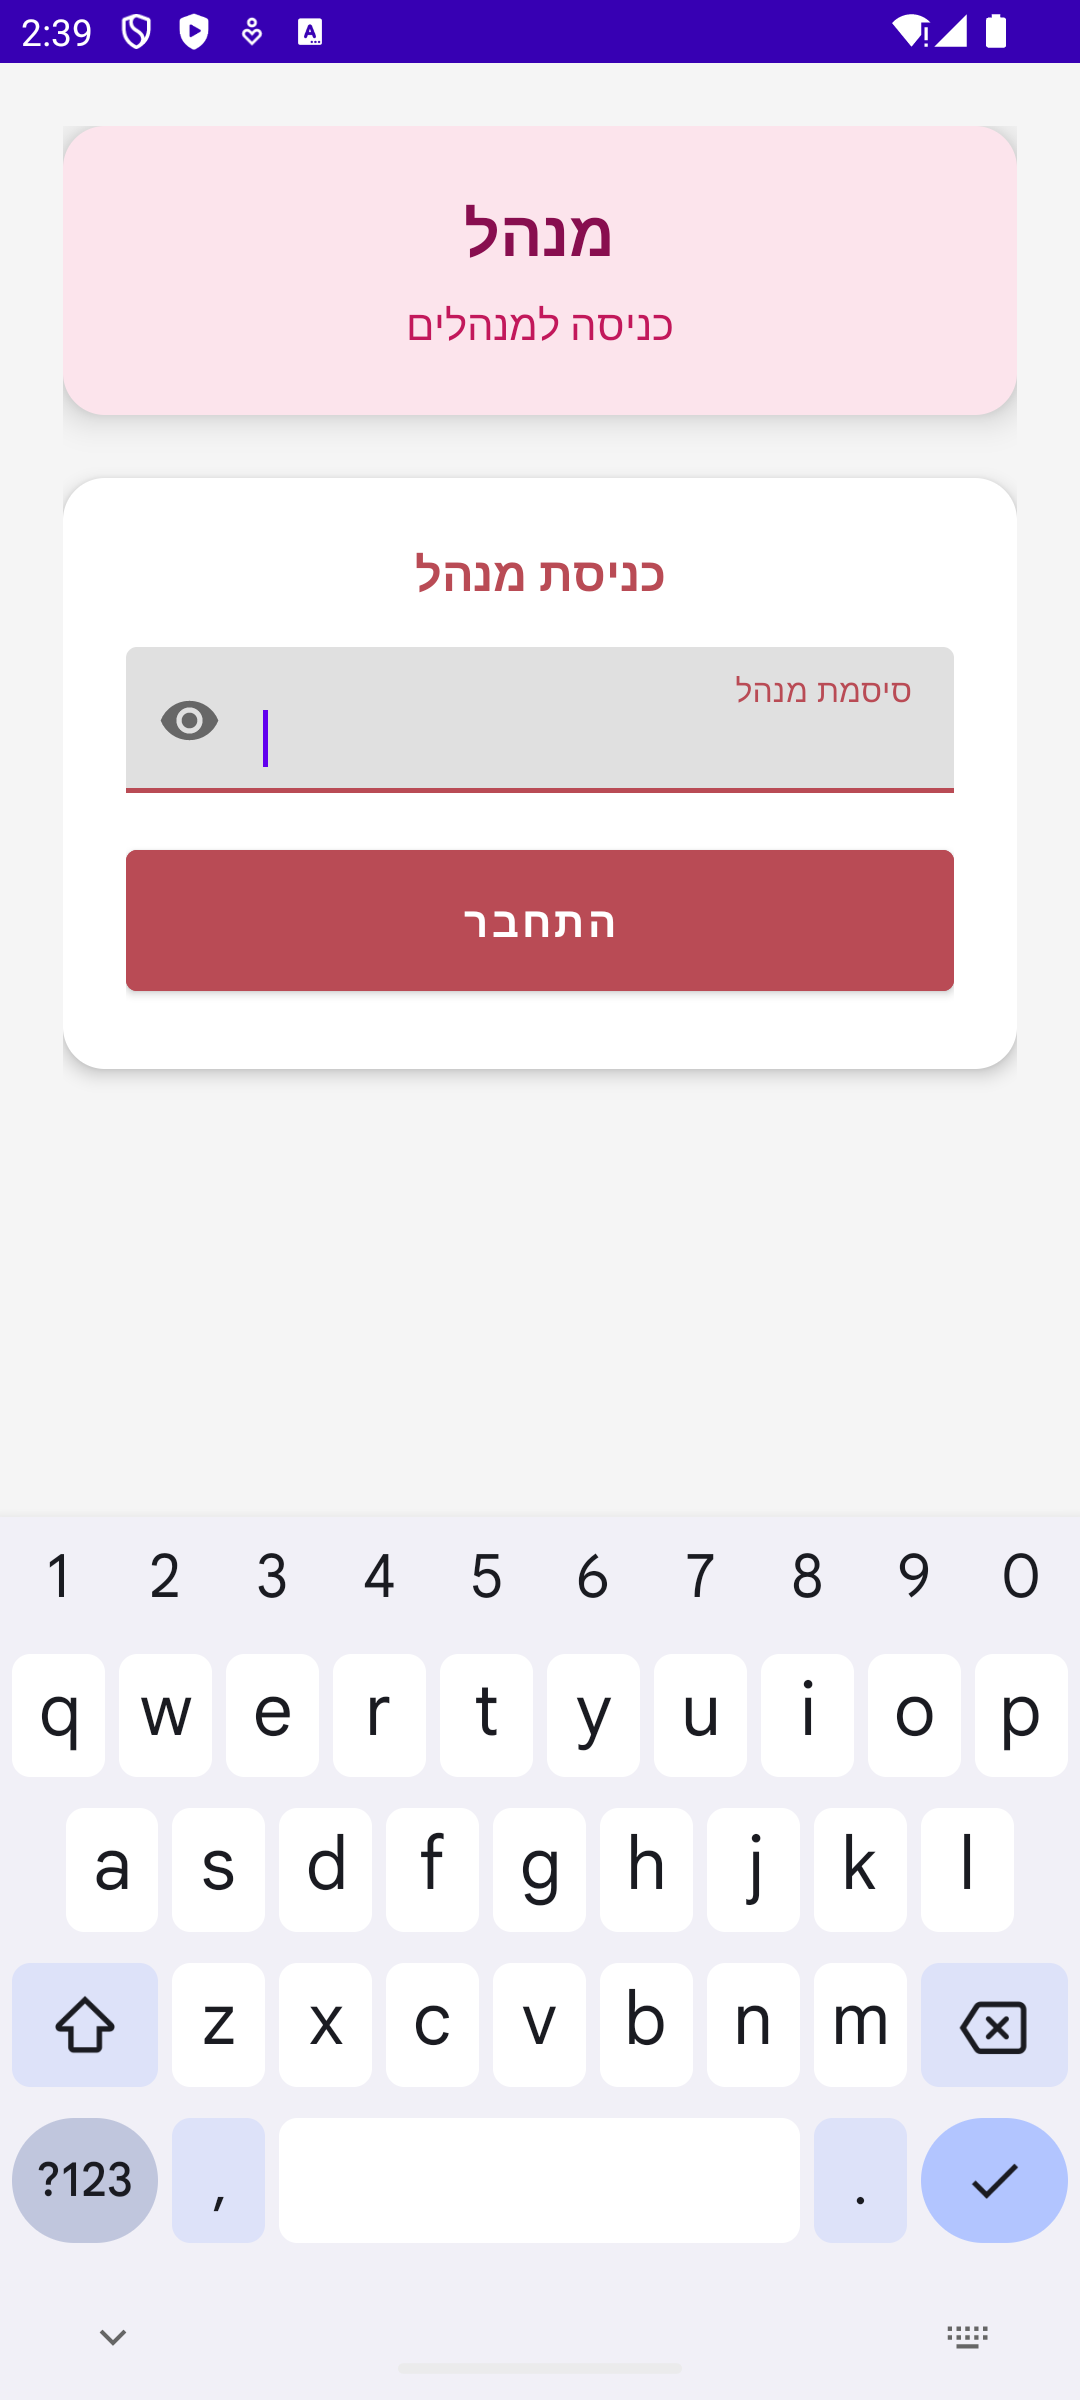 2:39
מנהל
כניסה למנהלים
כניסת מנהל
סיסמת מנהל
התחבר
1 2 3 4 5 6 7 8 9 0
q w e r t y u i o p
a s d f g h j k l
z x c v b n m
?123 , .